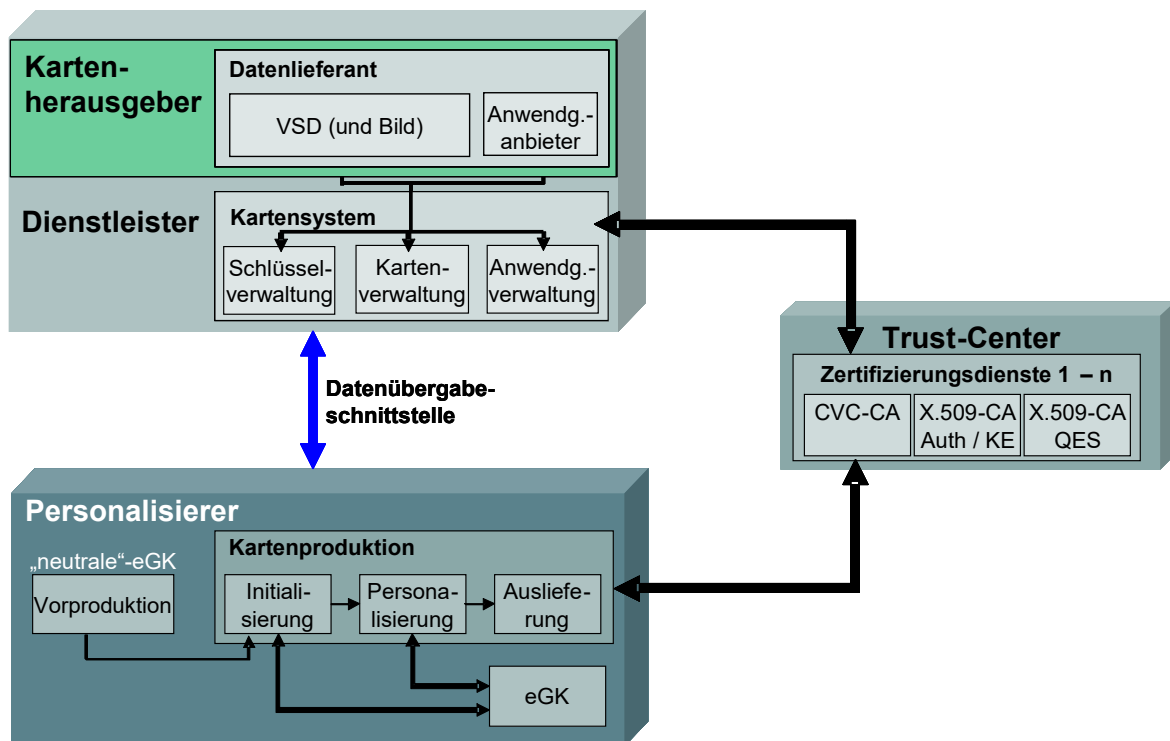 Karten-
herausgeber
Datenlieferant
VSD (und Bild)
Anwendg.-
anbieter
Dienstleister
Kartensystem
Schlüssel-
verwaltung
Karten-
verwaltung
Anwendg.-
verwaltung
Datenübergabe-
schnittstelle
Trust-Center
Zertifizierungsdienste 1 – n
CVC-CA
X.509-CA
Auth / KE
X.509-CA
QES
Personalisierer
„neutrale“-eGK
Vorproduktion
Kartenproduktion
Initiali-
sierung
Persona-
lisierung
Ausliefe-
rung
eGK